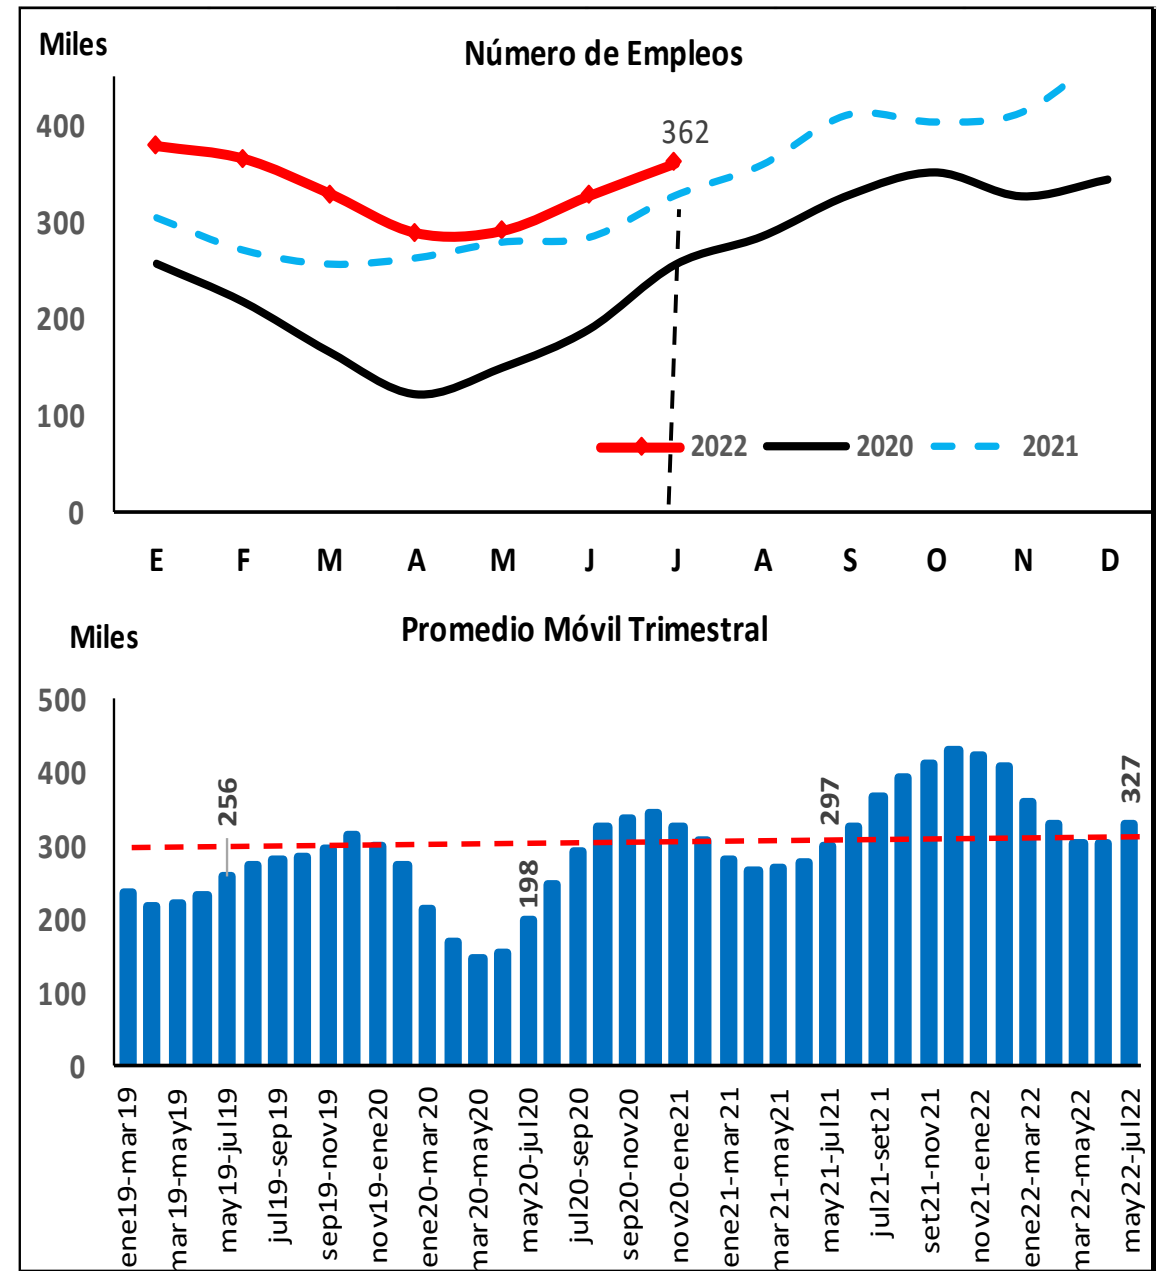 Miles
Número de Empleos
400
300
200
100
0
362
2022 2020 2021
E F M A M J J A S O N D
Promedio Móvil Trimestral
Miles
500
400
300
200
100
0
256
198
297
327
ene19-mar19
mar19-may19
may19-jul19
jul19-sep19
sep19-nov19
nov19-ene20
ene20-mar20
mar20-may20
may20-jul20
jul20-sep20
sep20-nov20
nov20-ene21
ene21-mar21
mar21-may21
may21-jul21
jul21-set21
set21-nov21
nov21-ene22
ene22-mar22
mar22-may22
may22-jul22